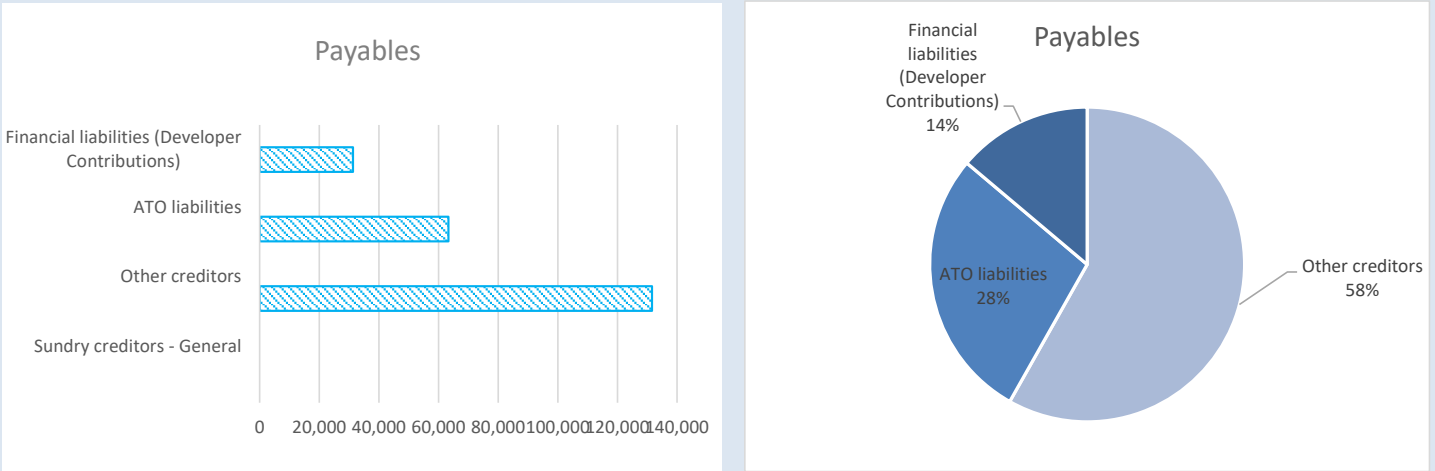 Payables
Financial liabilities (Developer
Contributions)
ATO liabilities
Other creditors
Sundry creditors - General
0 20,000 40,000 60,000 80,000 100,000 120,000 140,000
Payables
Financial
liabilities
(Developer
Contributions)
14%
ATO liabilities
28%
Other creditors
58%